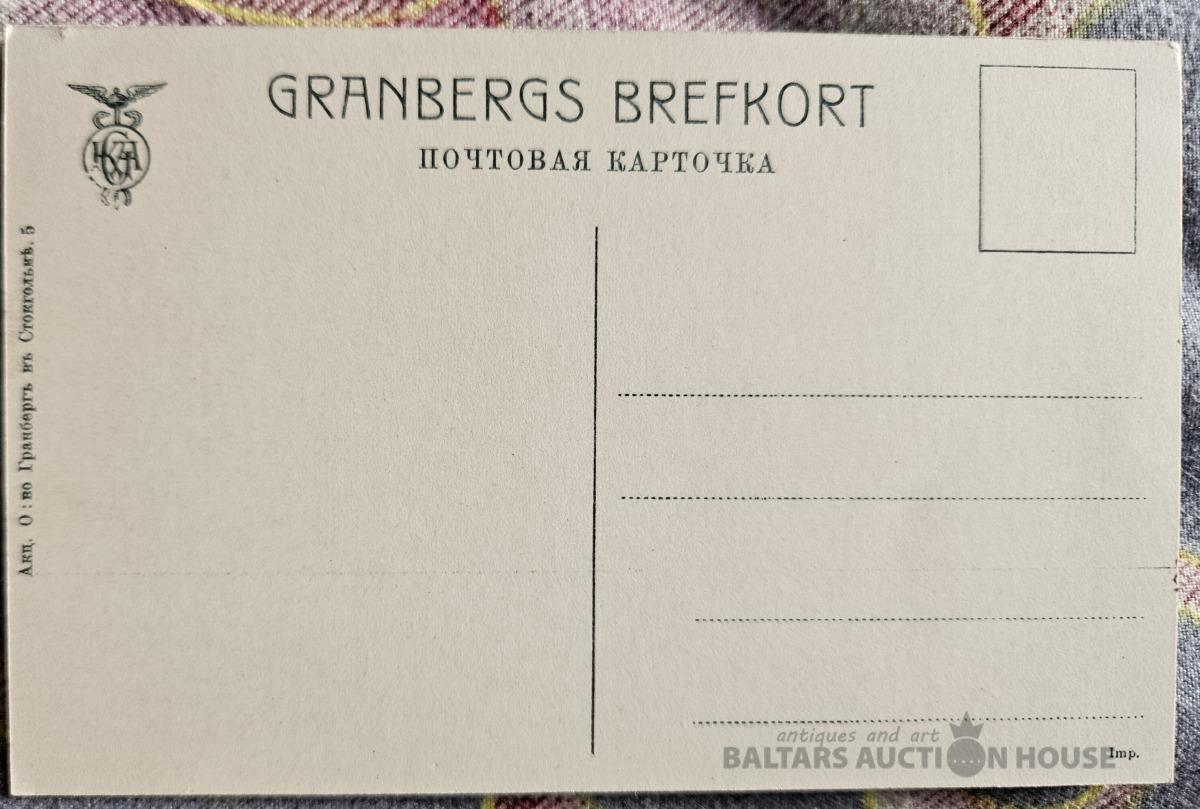 GRANBERGS BREFKORT
ПОЧТОВАЯ КАРТОЧКА
Акц. О:во Гранбергъ въ Стокгольмѣ. 5
antiques and art
BALTARS AUCTION HOUSE
Imp.